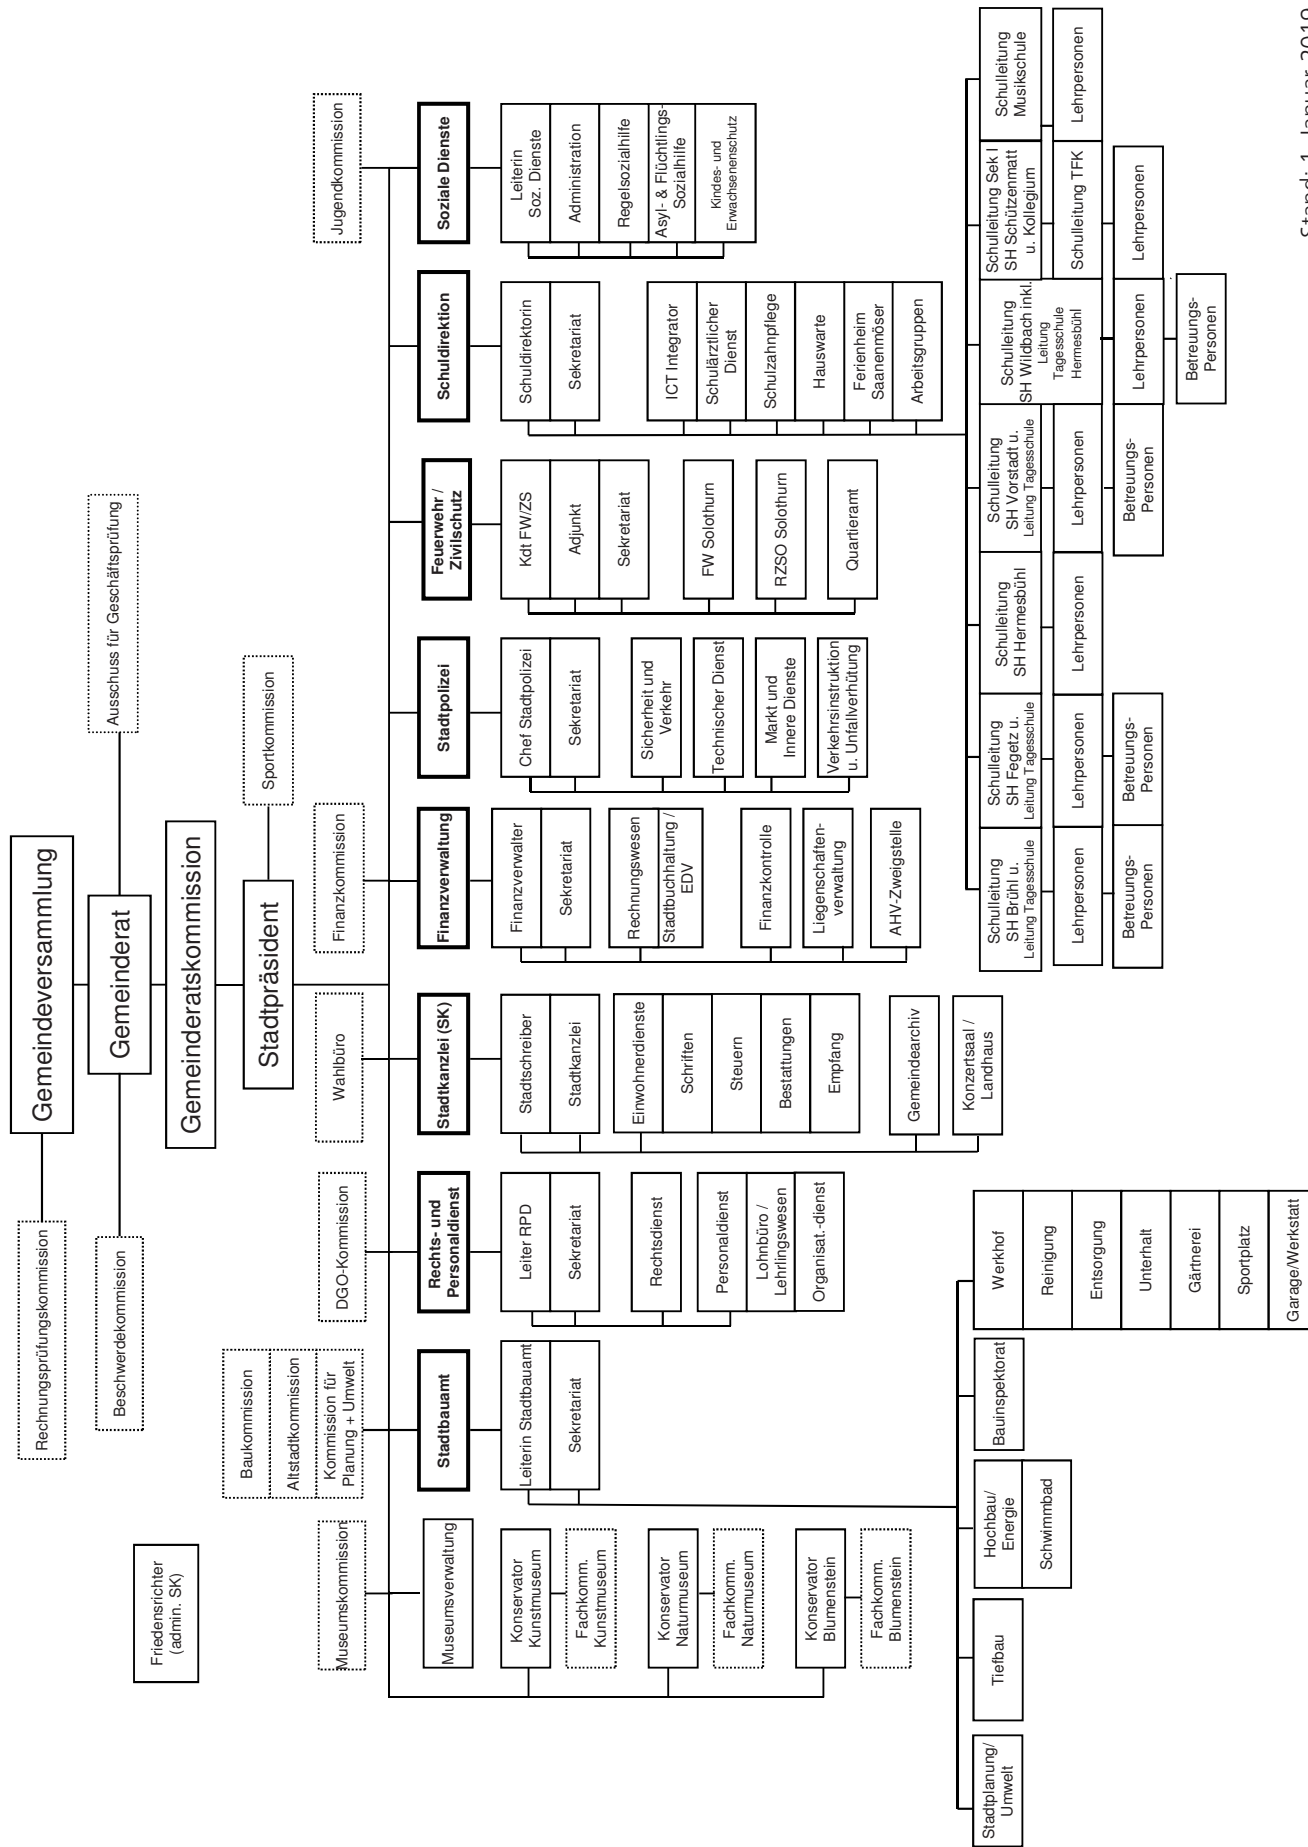 Gemeindeversammlung
Rechnungsprüfungskommission
Gemeinderat
Ausschuss für Geschäftsprüfung
Beschwerdekommission
Gemeinderatskommission
Friedensrichter
(admin. SK)
Stadtpräsident
Sportkommission
Baukommission
Altstadtkommission
Kommission für
Planung + Umwelt
Museumskommission
DGO-Kommission
Wahlbüro
Finanzkommission
Jugendkommission
Museumsverwaltung
Konservator
Kunstmuseum
Fachkomm.
Kunstmuseum
Konservator
Naturmuseum
Fachkomm.
Naturmuseum
Konservator
Blumenstein
Fachkomm.
Blumenstein
Stadtbauamt
Leiterin Stadtbauamt
Sekretariat
Stadtplanung/
Umwelt
Tiefbau
Hochbau/
Energie
Schwimmbad
Bauinspektorat
Werkhof
Reinigung
Entsorgung
Unterhalt
Gärtnerei
Sportplatz
Garage/Werkstatt
Rechts- und
Personaldienst
Leiter RPD
Sekretariat
Rechtsdienst
Personaldienst
Lohnbüro /
Lehrlingswesen
Organisat.-dienst
Stadtkanzlei (SK)
Stadtschreiber
Stadtkanzlei
Einwohnerdienste
Schriften
Steuern
Bestattungen
Empfang
Gemeindearchiv
Konzertsaal /
Landhaus
Finanzverwaltung
Finanzverwalter
Sekretariat
Rechnungswesen
Stadtbuchhaltung /
EDV
Finanzkontrolle
Liegenschaften-
verwaltung
AHV-Zweigstelle
Stadtpolizei
Chef Stadtpolizei
Sekretariat
Sicherheit und
Verkehr
Technischer Dienst
Markt und
Innere Dienste
Verkehrsinstruktion
u. Unfallverhütung
Feuerwehr /
Zivilschutz
Kdt FW/ZS
Adjunkt
Sekretariat
FW Solothurn
RZSO Solothurn
Quartieramt
Schuldirektion
Schuldirektorin
Sekretariat
ICT Integrator
Schulärztlicher
Dienst
Schulzahnpflege
Hauswarte
Ferienheim
Saanenmöser
Arbeitsgruppen
Soziale Dienste
Leiterin
Soz. Dienste
Administration
Regelsozialhilfe
Asyl- & Flüchtlings-
Sozialhilfe
Kindes- und
Erwachsenenschutz
Schulleitung
SH Brühl u.
Leitung Tagesschule
Lehrpersonen
Betreuungs-
Personen
Schulleitung
SH Fegetz u.
Leitung Tagesschule
Lehrpersonen
Betreuungs-
Personen
Schulleitung
SH Hermesbühl
Lehrpersonen
Schulleitung
SH Vorstadt u.
Leitung Tagesschule
Lehrpersonen
Betreuungs-
Personen
Schulleitung
SH Wildbach inkl.
Leitung
Tagesschule
Hermesbühl
Lehrpersonen
Betreuungs-
Personen
Schulleitung Sek I
SH Schützenmatt
u. Kollegium
Schulleitung TFK
Lehrpersonen
Schulleitung
Musikschule
Lehrpersonen
Stand: 1. Januar 2019